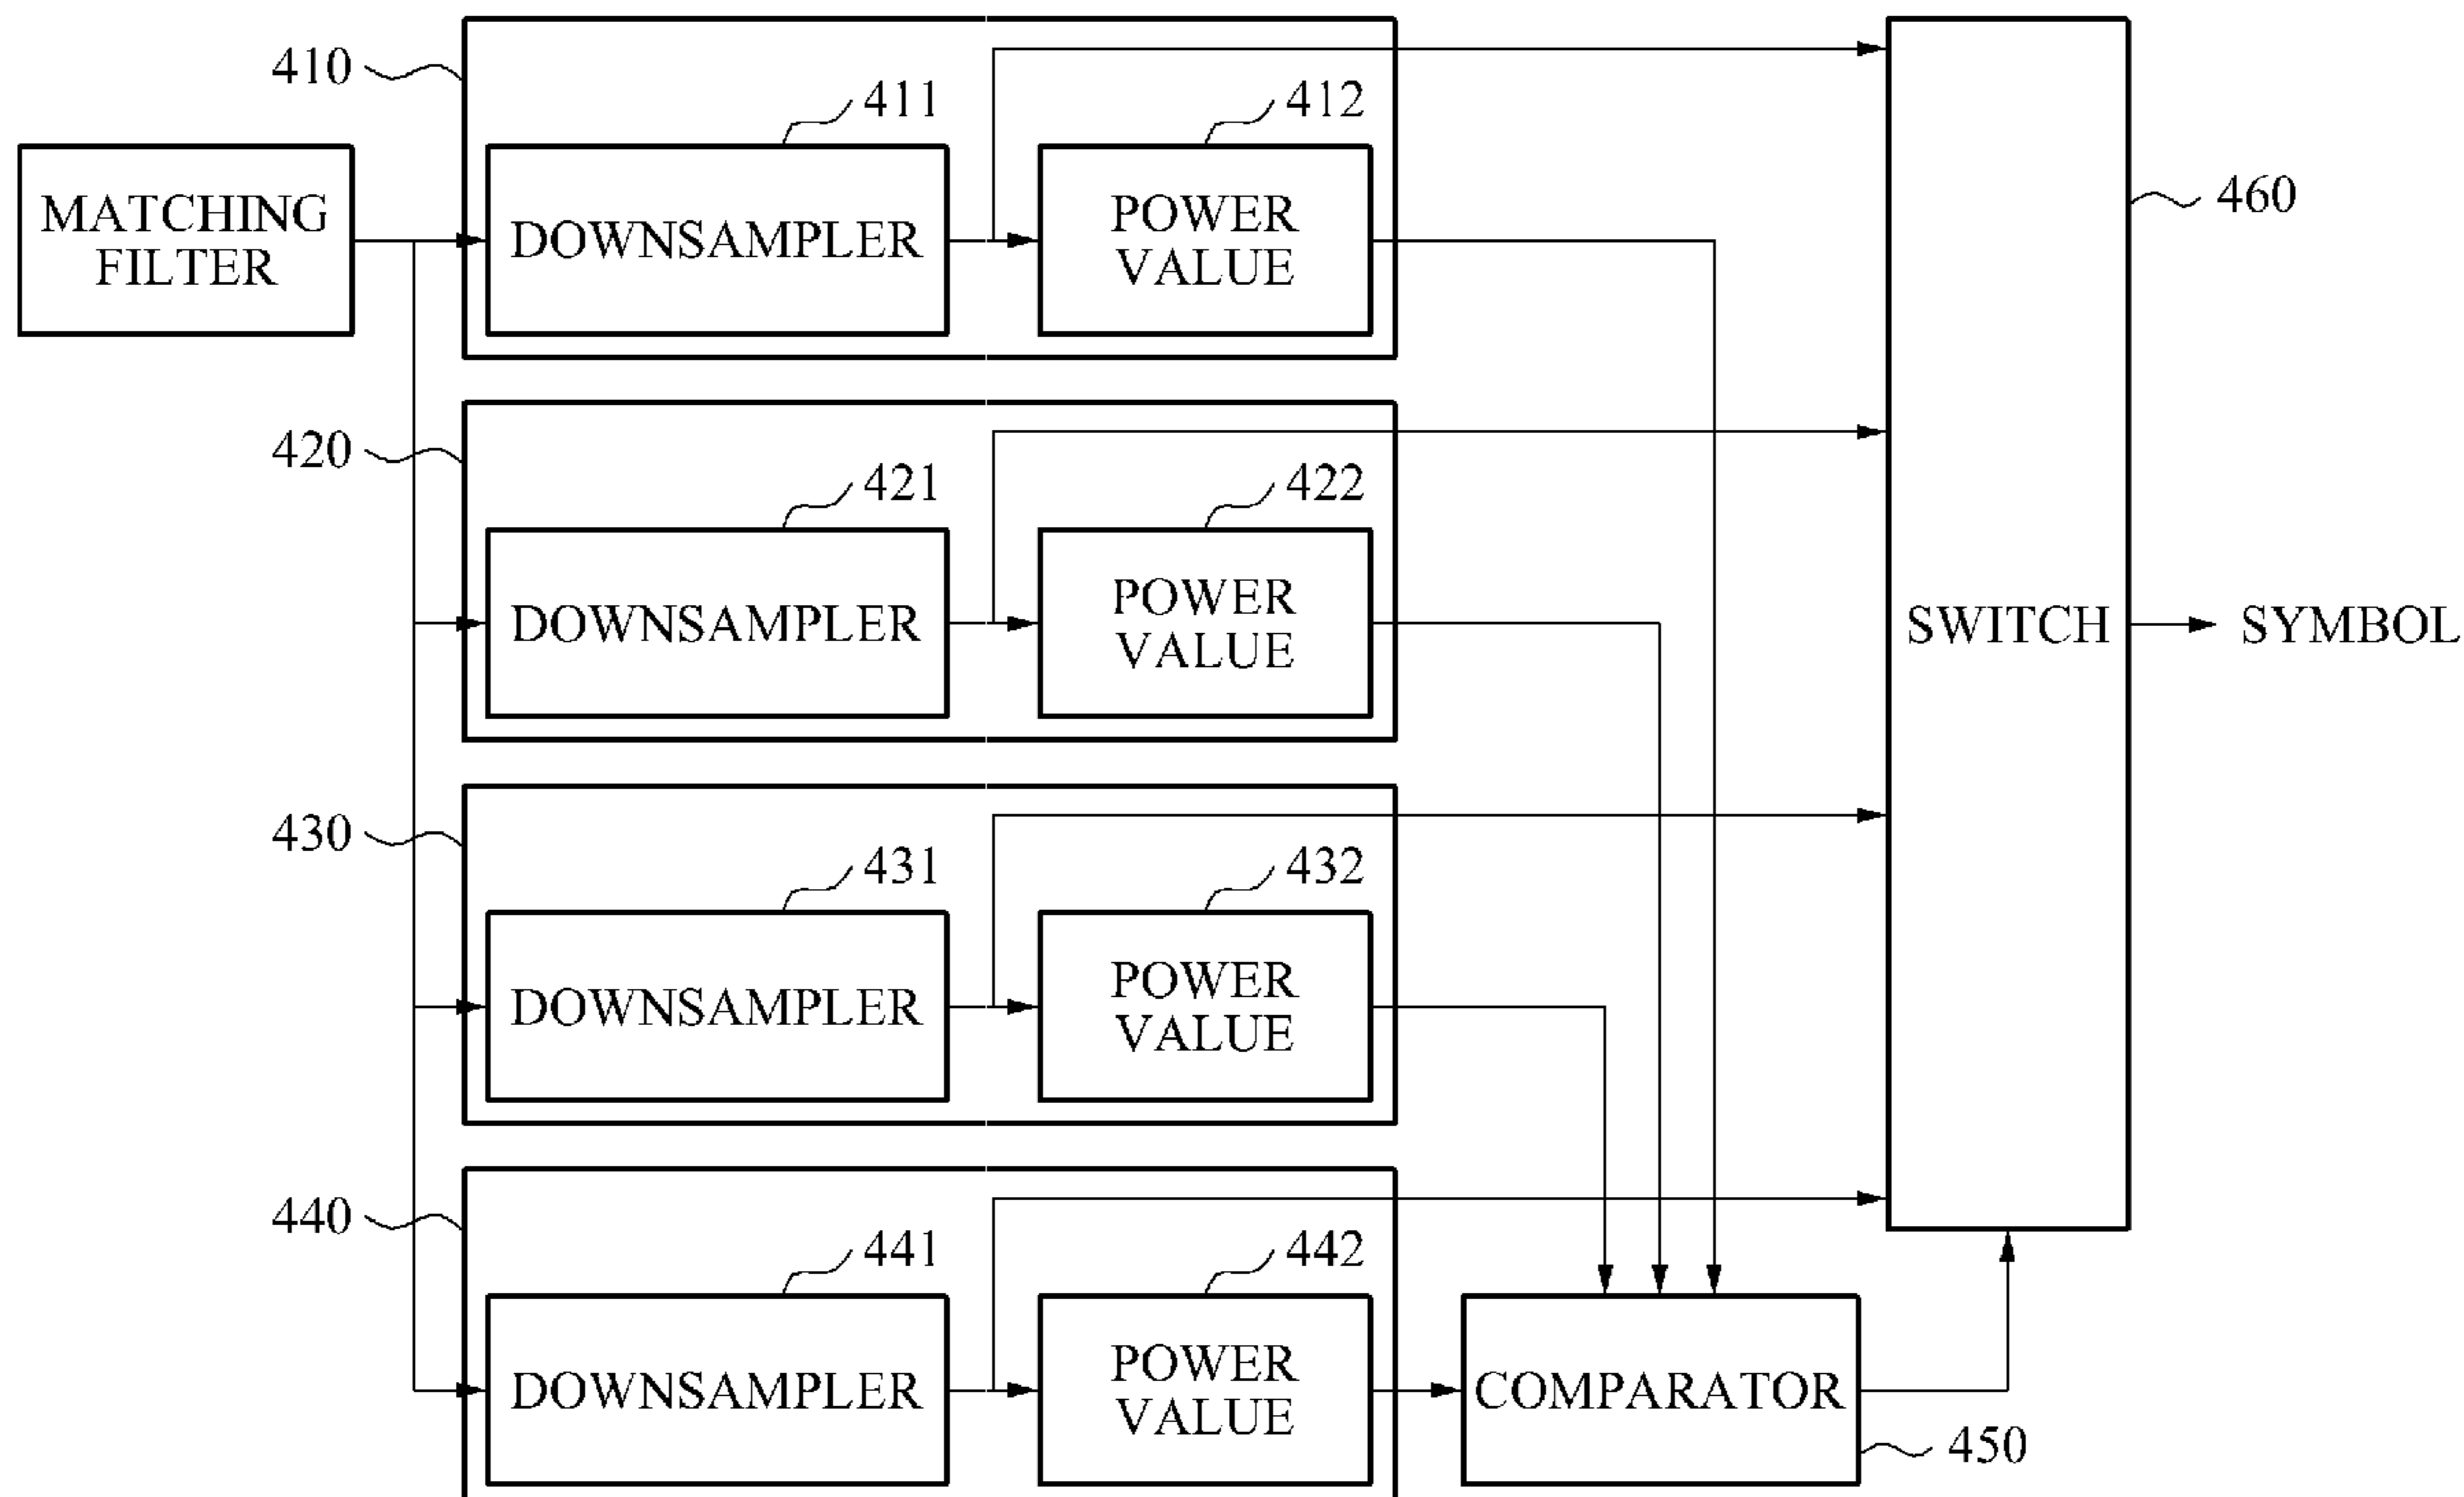 410
411
412
MATCHING
FILTER
DOWNSAMPLER
POWER
VALUE
460
420
421
422
DOWNSAMPLER
POWER
VALUE
SWITCH
SYMBOL
430
431
432
DOWNSAMPLER
POWER
VALUE
440
441
442
DOWNSAMPLER
POWER
VALUE
COMPARATOR
450